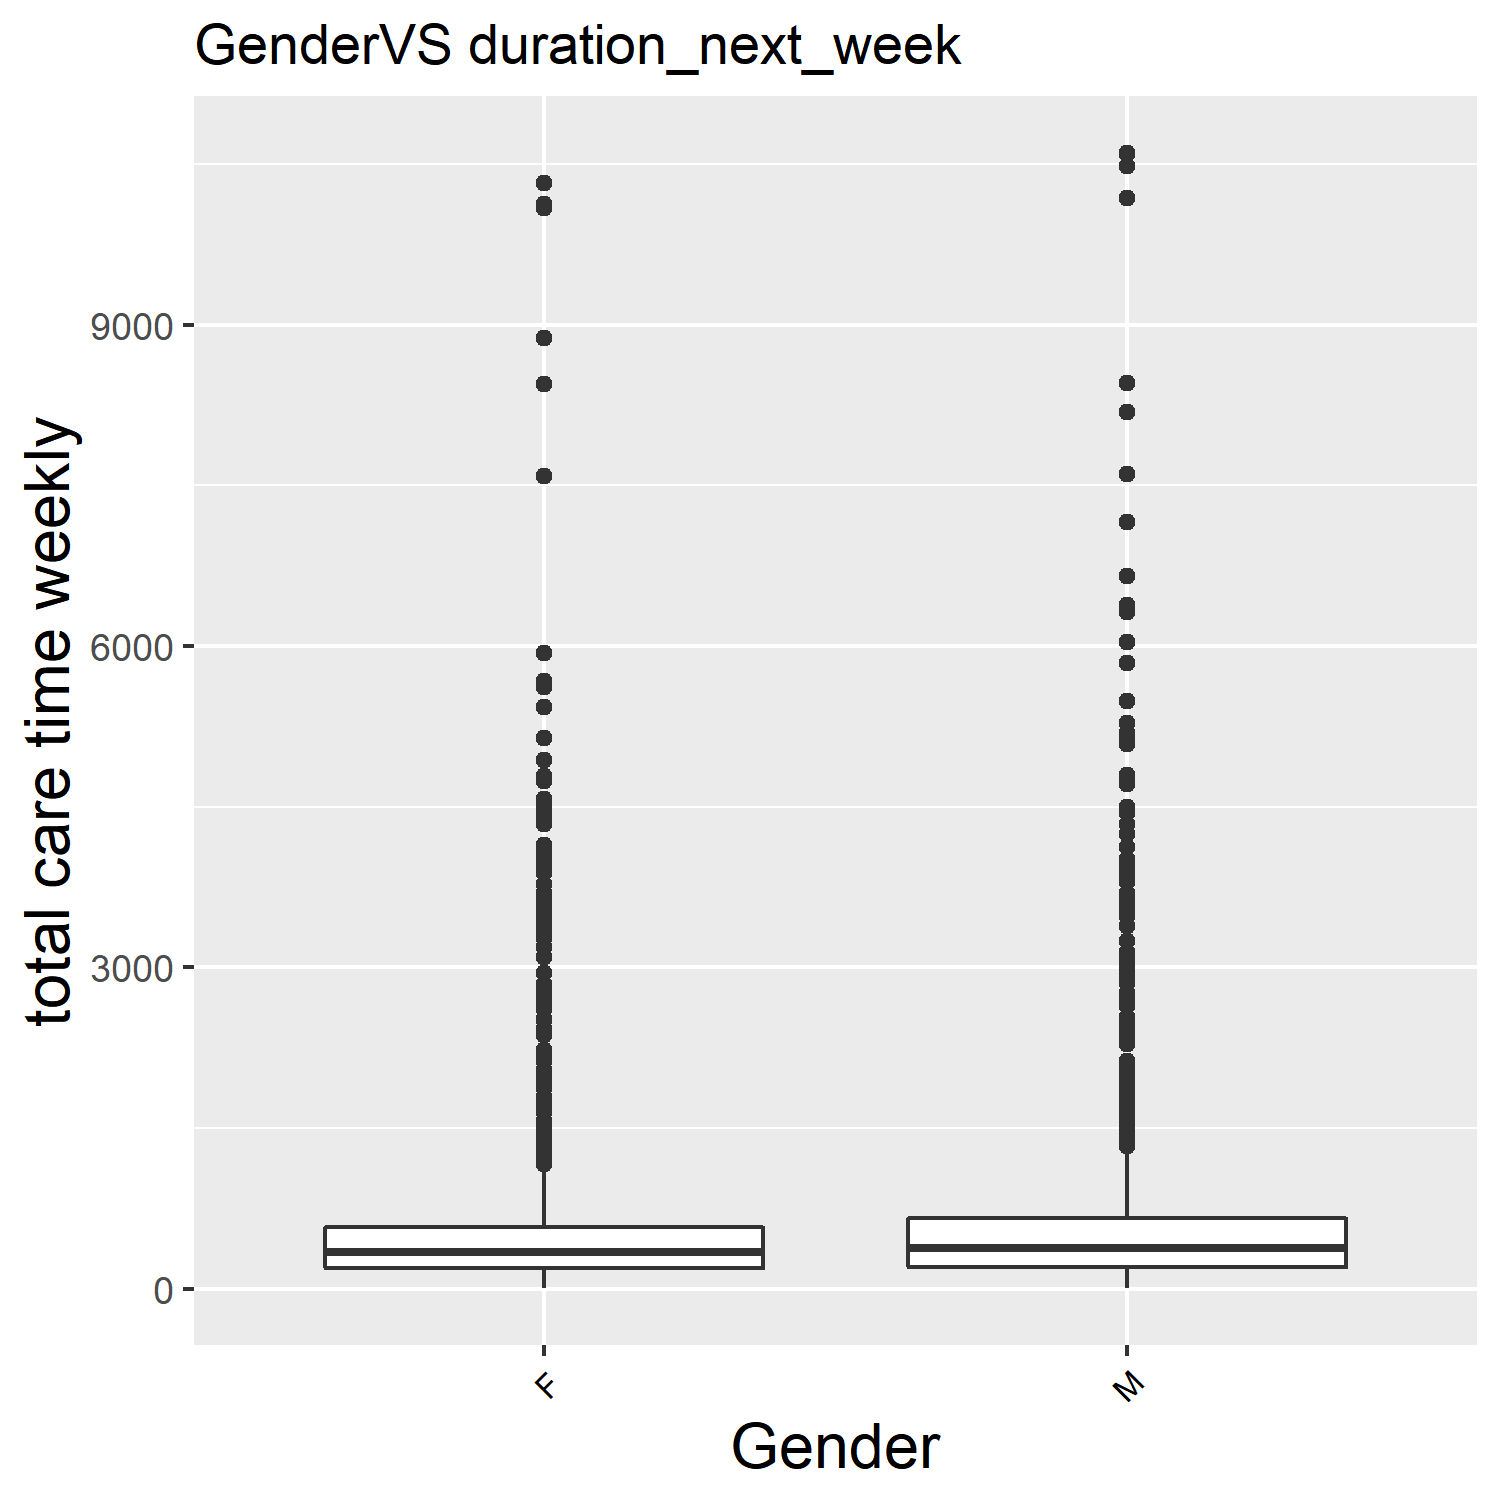 GenderVS duration_next_week
total care time weekly
9000
6000
3000
0
F
M
Gender